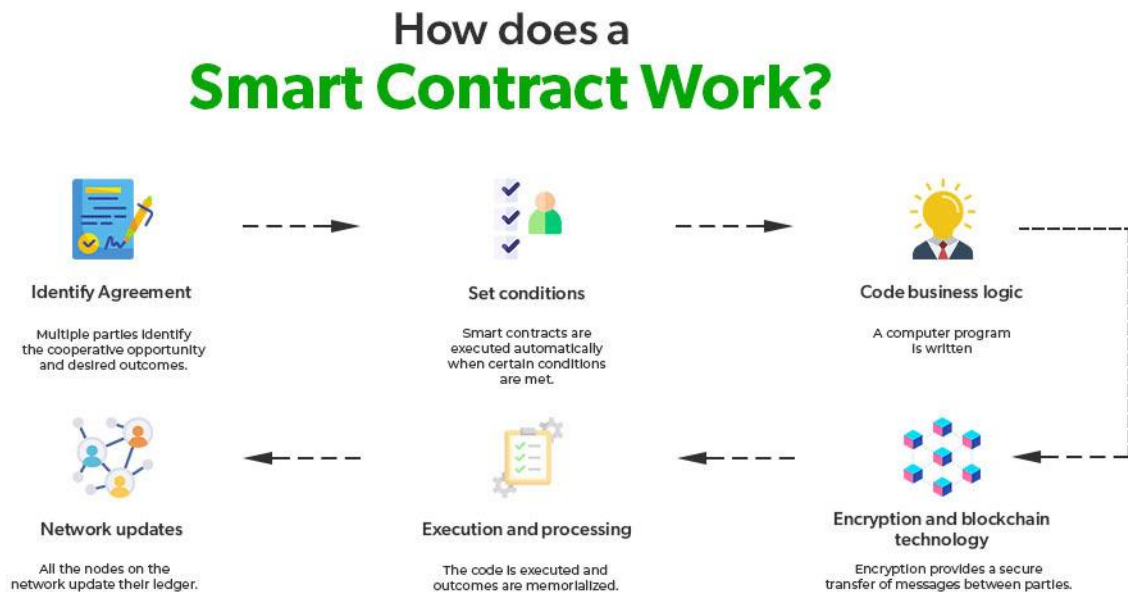 How does a
Smart Contract Work?
Identify Agreement
Multiple parties identify
the cooperative opportunity
and desired outcomes.
Set conditions
Smart contracts are
executed automatically
when certain conditions
are met.
Code business logic
A computer program
is written
Encryption and blockchain
technology
Encryption provides a secure
transfer of messages between parties.
Execution and processing
The code is executed and
outcomes are memorialized.
Network updates
All the nodes on the
network update their ledger.